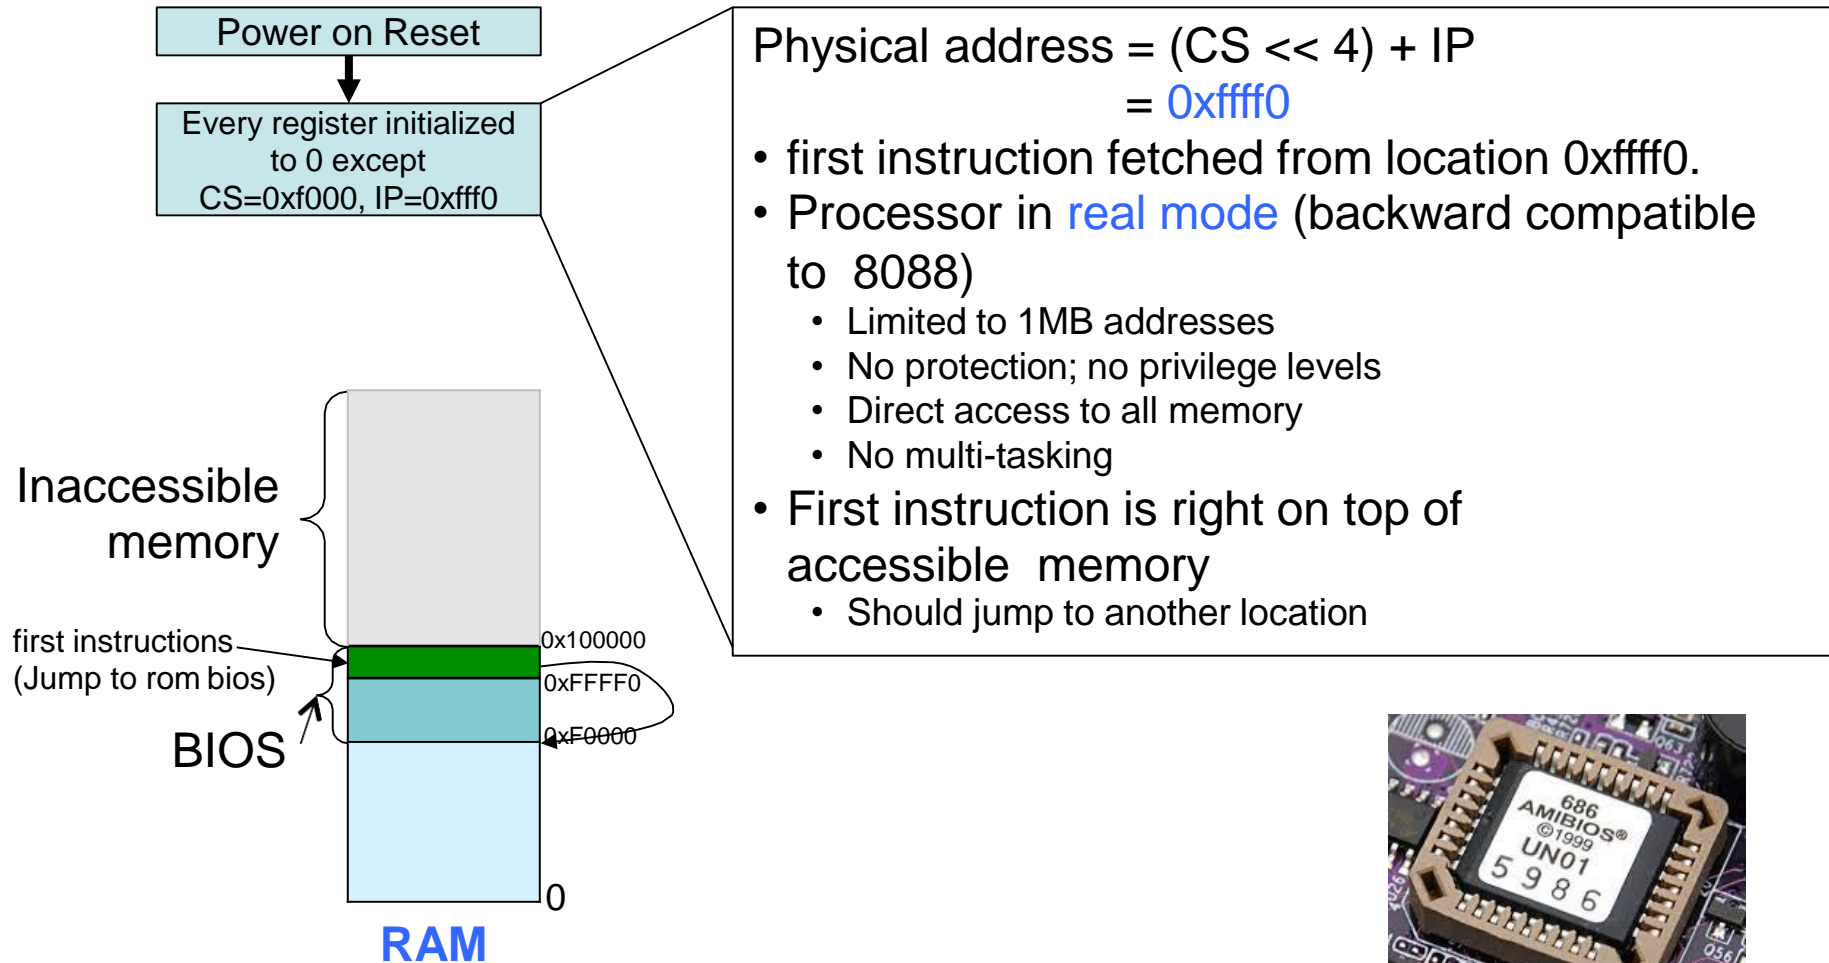 Power on Reset
Every register initialized
to 0 except
CS=0xf000, IP=0xfff0
Physical address = (CS << 4) + IP
= 0xffff0
• first instruction fetched from location 0xffff0.
• Processor in real mode (backward compatible
to 8088)
• Limited to 1MB addresses
• No protection; no privilege levels
• Direct access to all memory
• No multi-tasking
• First instruction is right on top of
accessible memory
• Should jump to another location
Inaccessible
memory
first instructions
(Jump to rom bios)
BIOS
0x100000
0xFFFF0
0xF0000
0
RAM
686
AMIBIOS®
©1999
UN01
5986
Q56